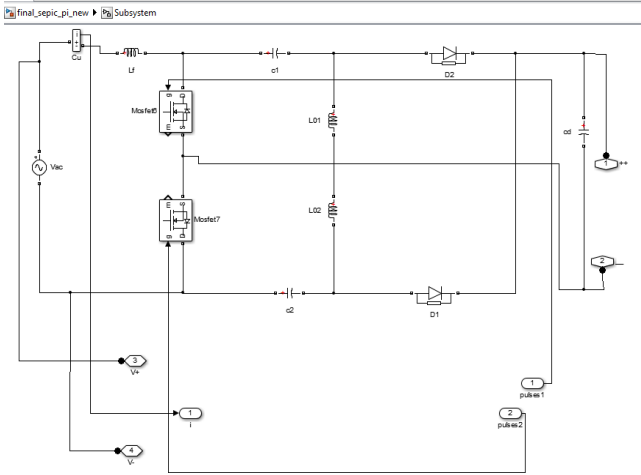 final_sepic_pi_new ▸ Subsystem
i
+
Cu
Lf
c1
D2
Mosfet6
g
D
m
S
L01
cd
1
++
Vac
L02
Mosfet7
m
S
g
D
2
—
c2
D1
3
V+
1
pulses1
1
i
2
pulses2
4
V-